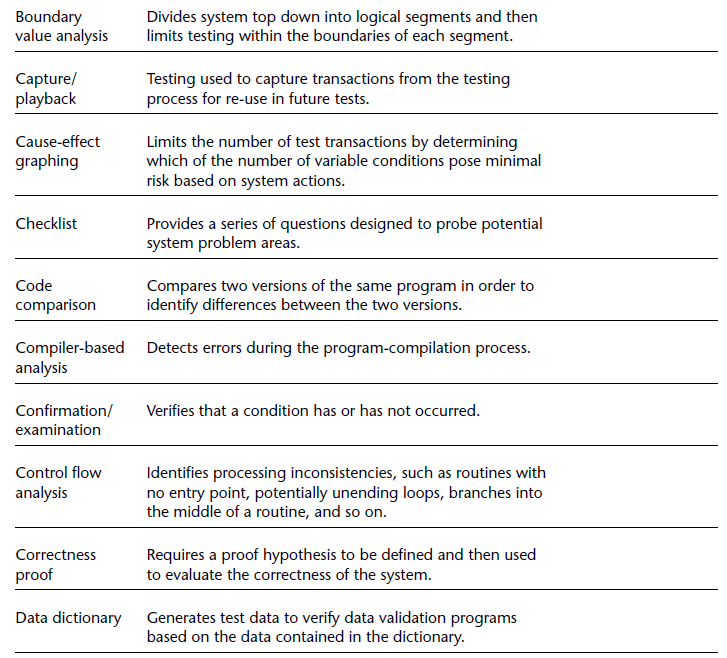 Boundary Divides system top down into logical segments and then
value analysis limits testing within the boundaries of each segment.
Capture/ Testing used to capture transactions from the testing
playback process for re-use in future tests.
Cause-effect Limits the number of test transactions by determining
graphing which of the number of variable conditions pose minimal
risk based on system actions.
Checklist Provides a series of questions designed to probe potential
system problem areas.
Code Compares two versions of the same program in order to
comparison identify differences between the two versions.
Compiler-based Detects errors during the program-compilation process.
analysis
Confirmation/ Verifies that a condition has or has not occurred.
examination
Control flow Identifies processing inconsistencies, such as routines with
analysis no entry point, potentially unending loops, branches into
the middle of a routine, and so on.
Correctness Requires a proof hypothesis to be defined and then used
proof to evaluate the correctness of the system.
Data dictionary Generates test data to verify data validation programs
based on the data contained in the dictionary.